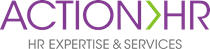 ACTION>HR
HR EXPERTISE & SERVICES